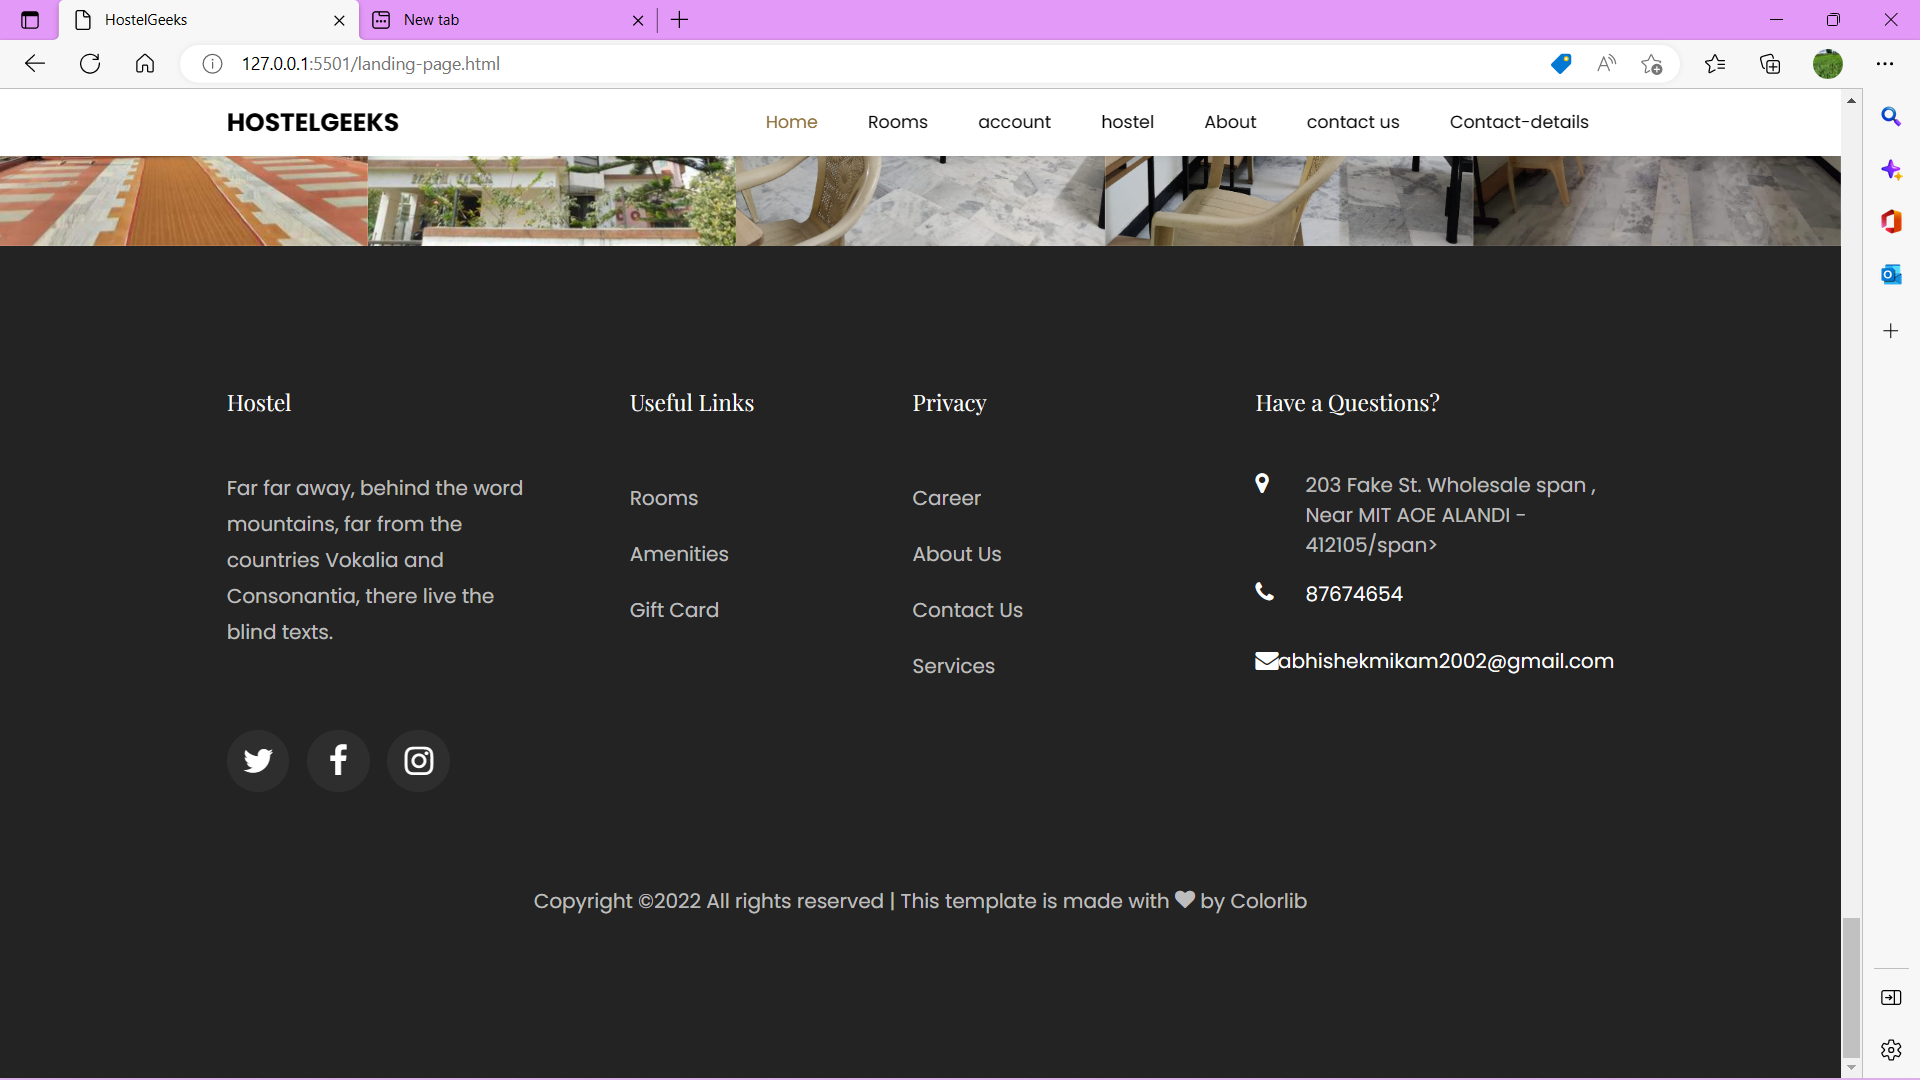 HostelGeeks
New tab
127.0.0.1:5501/landing-page.html
HOSTELGEEKS
Home Rooms account hostel About contact us Contact-details
Hostel
Far far away, behind the word
mountains, far from the
countries Vokalia and
Consonantia, there live the
blind texts.
Useful Links
Rooms
Amenities
Gift Card
Privacy
Career
About Us
Contact Us
Services
Have a Questions?
203 Fake St. Wholesale span ,
Near MIT AOE ALANDI -
412105/span>
87674654
abhishekmikam2002@gmail.com
Copyright ©2022 All rights reserved | This template is made with ♥ by Colorlib